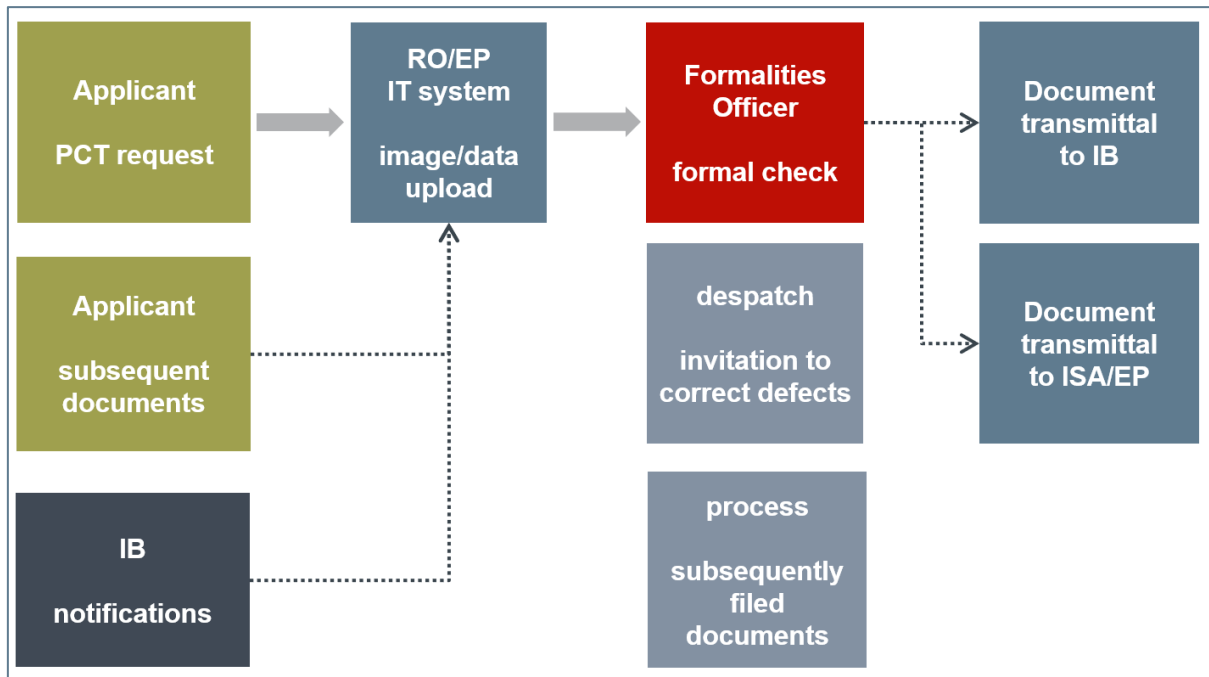 Applicant
PCT request
RO/EP
IT system
image/data
upload
Formalities
Officer
formal check
Document
transmittal
to IB
Applicant
subsequent
documents
despatch
invitation to
correct defects
Document
transmittal
to ISA/EP
IB
notifications
process
subsequently
filed
documents